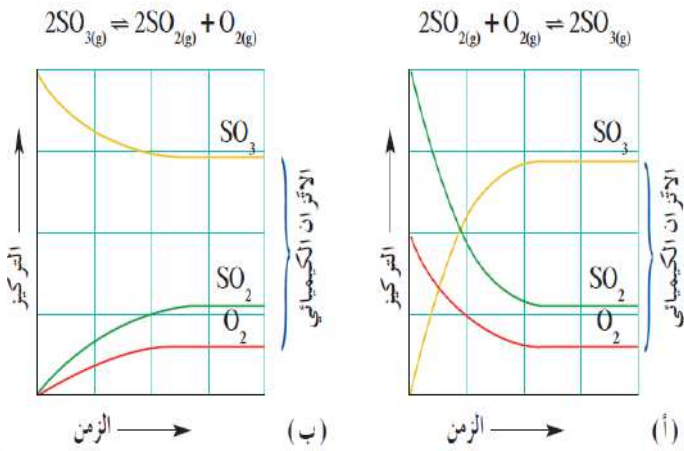 2SO₂(g) + O₂(g) ⇌ 2SO₃(g)
التركيز
SO₃
SO₂
O₂
الاتزان الكيميائي
الزمن
(أ)
2SO₃(g) ⇌ 2SO₂(g) + O₂(g)
التركيز
SO₃
SO₂
O₂
الاتزان الكيميائي
الزمن
(ب)